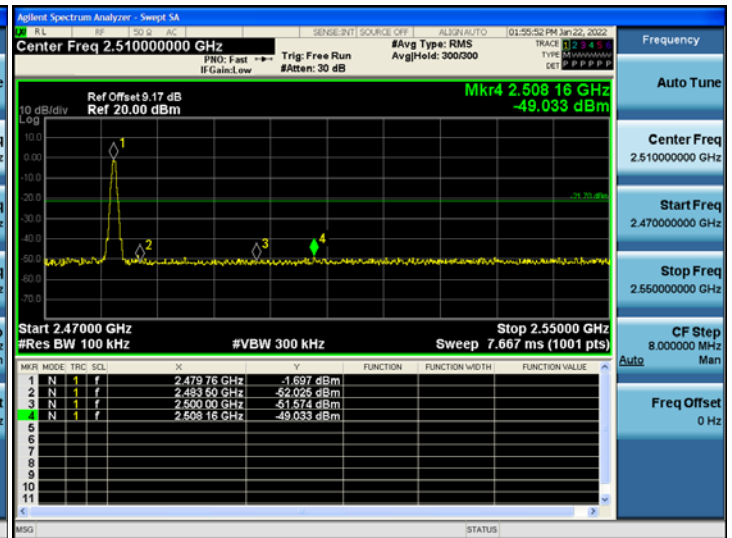 Agilent Spectrum Analyzer - Swept SA
RL RF 50 Ω AC SENSE:INT SOURCE OFF ALIGNAUTO 01:55:52 PM Jan 22, 2022
Center Freq 2.510000000 GHz #Avg Type: RMS TRACE 1 2 3 4 5 6
PNO: Fast Trig: Free Run Avg|Hold: 300/300 TYPE MWWWWW
IFGain:Low #Atten: 30 dB DET P P P P P P
Mkr4 2.508 16 GHz
-49.033 dBm
Ref Offset 9.17 dB
10 dB/div Ref 20.00 dBm
Log
10.0
0.00
-10.0
-20.0
-30.0
-40.0
-50.0
-60.0
-70.0
1
2
3
4
-21.70 dBm
Start 2.47000 GHz Stop 2.55000 GHz
#Res BW 100 kHz #VBW 300 kHz Sweep 7.667 ms (1001 pts)
MKR MODE TRC SCL X Y FUNCTION FUNCTION WIDTH FUNCTION VALUE
1 N 1 f 2.479 76 GHz -1.697 dBm
2 N 1 f 2.483 50 GHz -52.025 dBm
3 N 1 f 2.500 00 GHz -51.574 dBm
4 N 1 f 2.508 16 GHz -49.033 dBm
5
6
7
8
9
10
11
MSG STATUS
Frequency
Auto Tune
Center Freq
2.510000000 GHz
Start Freq
2.470000000 GHz
Stop Freq
2.550000000 GHz
CF Step
8.000000 MHz
Auto Man
Freq Offset
0 Hz